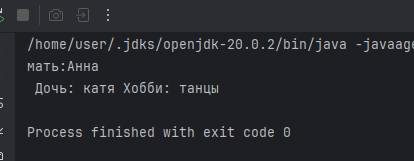 /home/user/.jdks/openjdk-20.0.2/bin/java -javaage
мать:Анна
Дочь: катя Хобби: танцы
Process finished with exit code 0